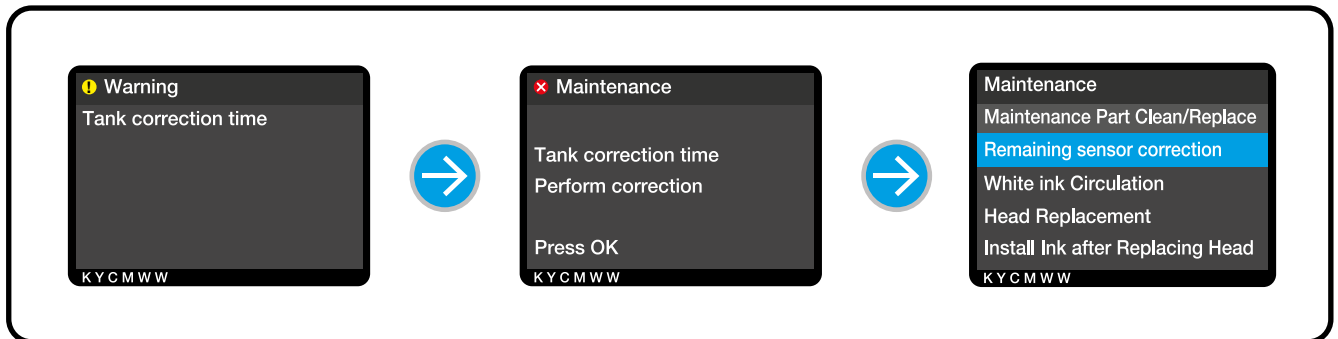 Warning
Tank correction time
K Y C M W W
Maintenance
Tank correction time
Perform correction
Press OK
K Y C M W W
Maintenance
Maintenance Part Clean/Replace
Remaining sensor correction
White ink Circulation
Head Replacement
Install Ink after Replacing Head
K Y C M W W